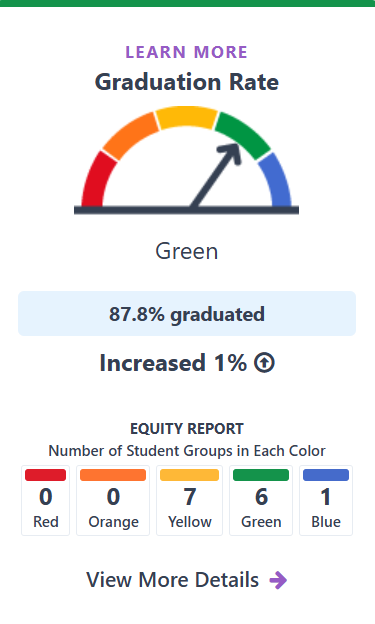 LEARN MORE
Graduation Rate
Green
87.8% graduated
Increased 1%
EQUITY REPORT
Number of Student Groups in Each Color
0 0 7 6 1
Red Orange Yellow Green Blue
View More Details